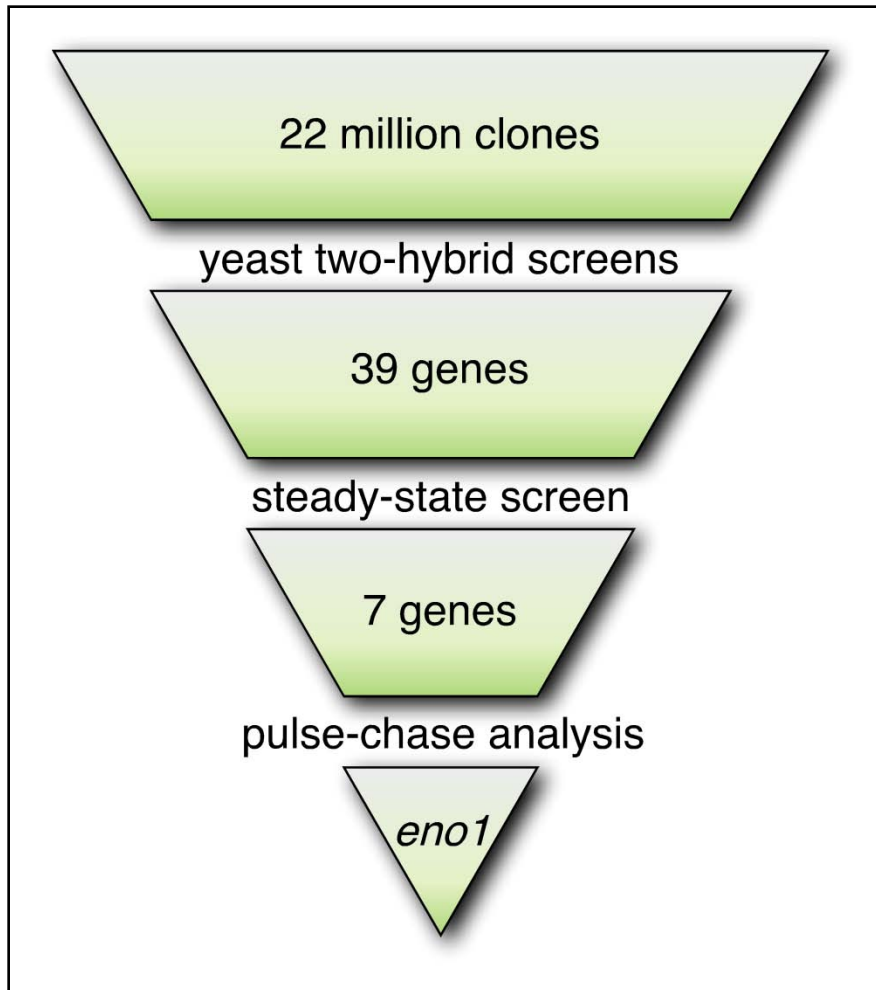 22 million clones
yeast two-hybrid screens
39 genes
steady-state screen
7 genes
pulse-chase analysis
eno1